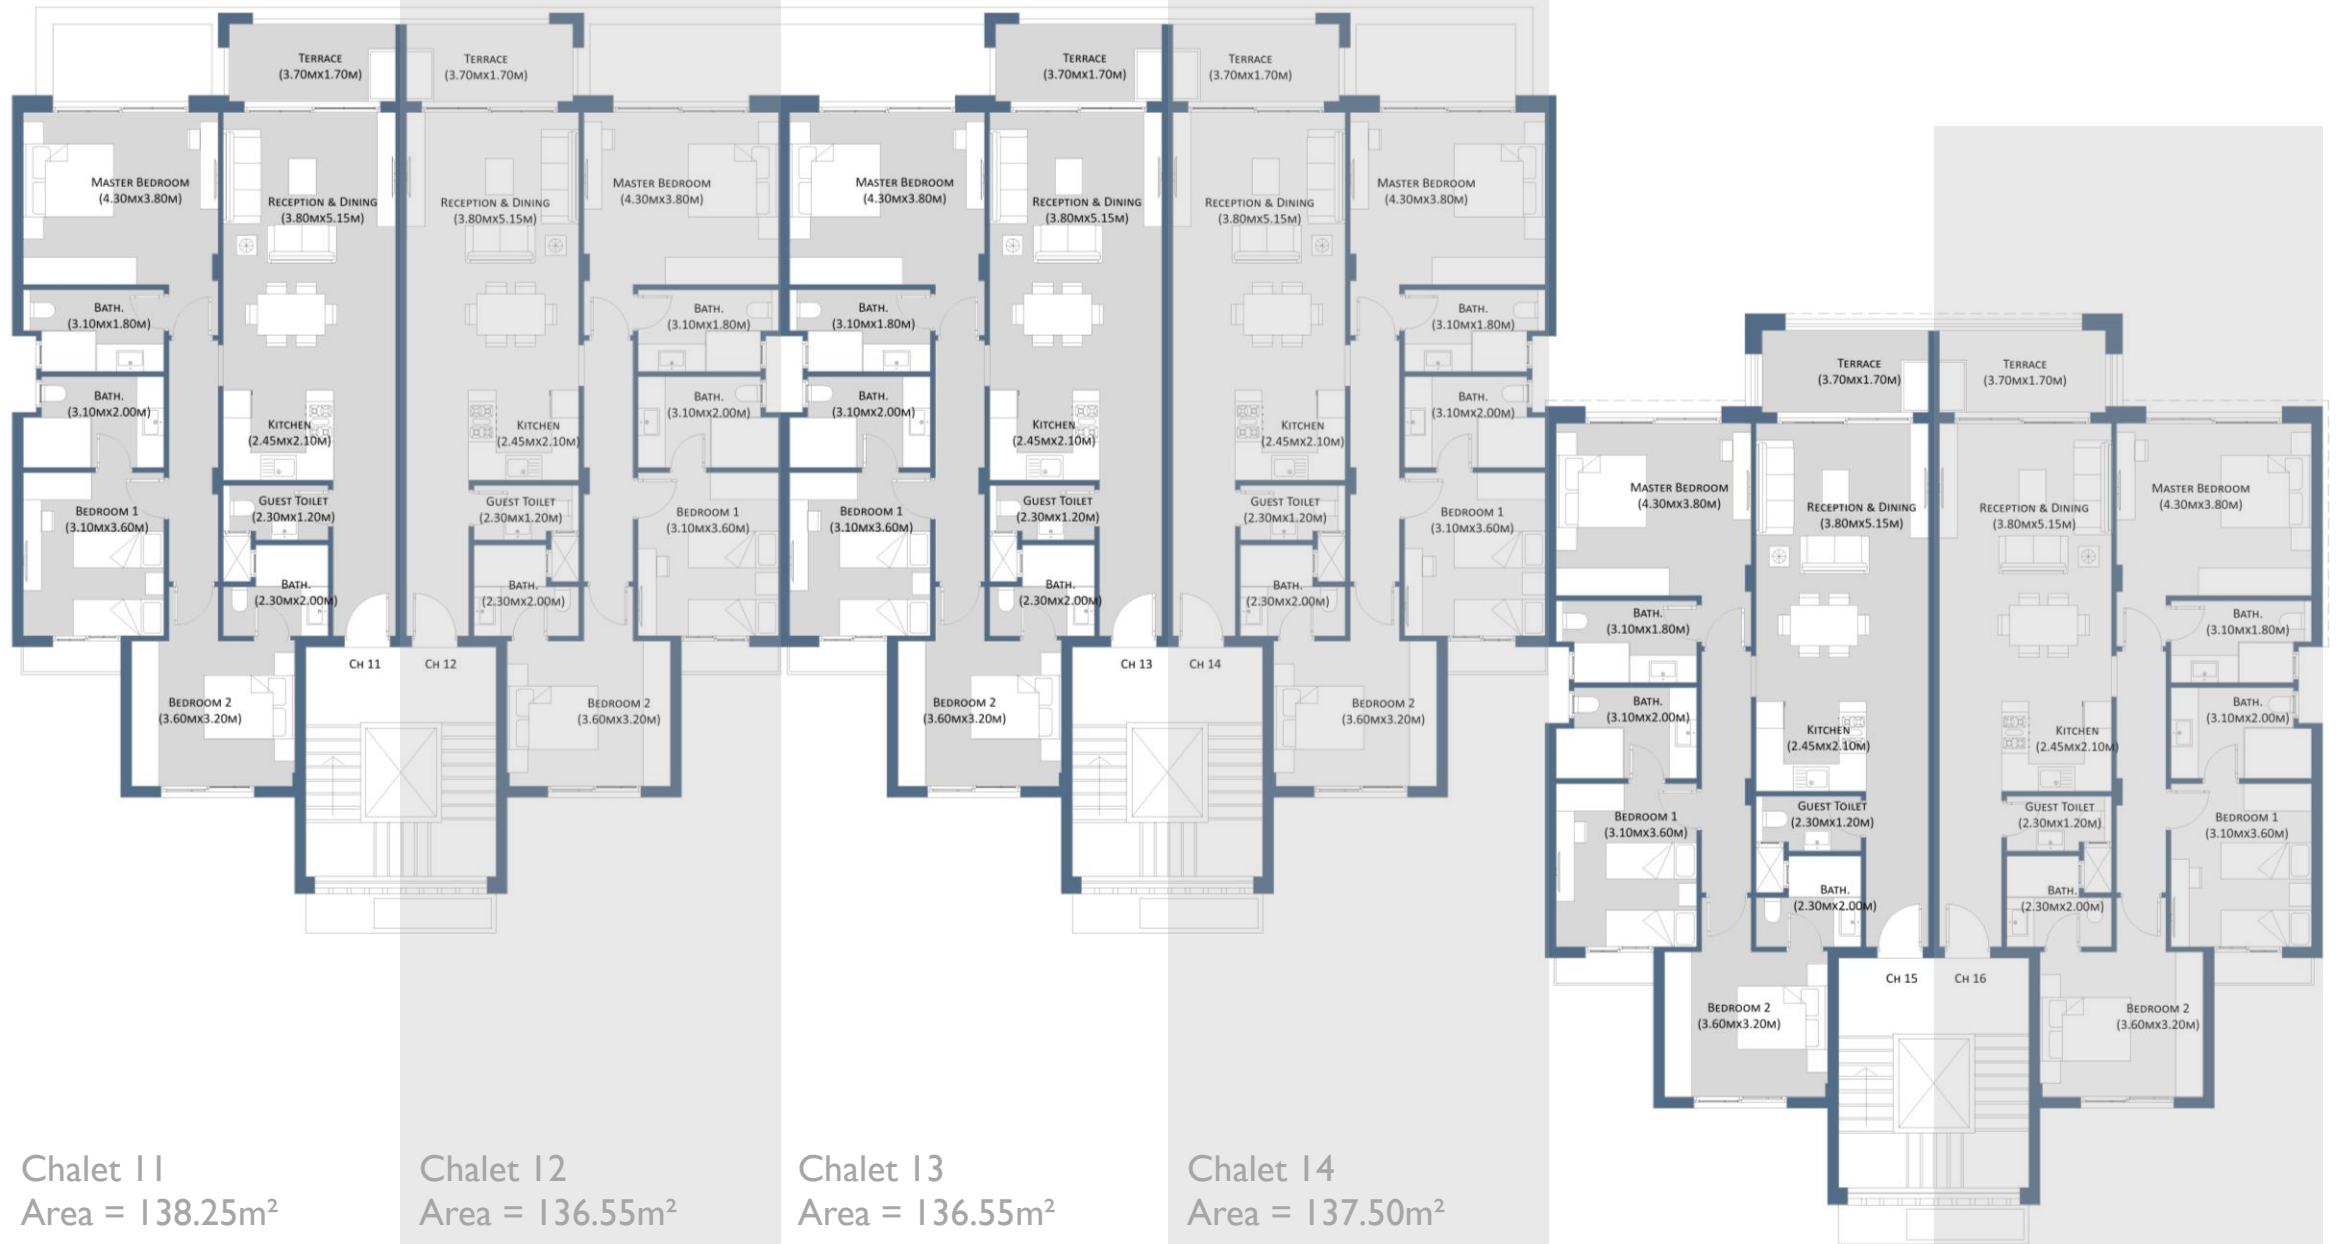 Terrace
(3.70mx1.70m)
Master Bedroom
(4.30mx3.80m)
Reception & Dining
(3.80mx5.15m)
Bath.
(3.10mx1.80m)
Bath.
(3.10mx2.00m)
Kitchen
(2.45mx2.10m)
Guest Toilet
(2.30mx1.20m)
Bedroom 1
(3.10mx3.60m)
Bath.
(2.30mx2.00m)
Ch 11
Bedroom 2
(3.60mx3.20m)
Chalet 11
Area = 138.25m²
Terrace
(3.70mx1.70m)
Reception & Dining
(3.80mx5.15m)
Master Bedroom
(4.30mx3.80m)
Bath.
(3.10mx1.80m)
Bath.
(3.10mx2.00m)
Kitchen
(2.45mx2.10m)
Guest Toilet
(2.30mx1.20m)
Bedroom 1
(3.10mx3.60m)
Bath.
(2.30mx2.00m)
Ch 12
Bedroom 2
(3.60mx3.20m)
Chalet 12
Area = 136.55m²
Terrace
(3.70mx1.70m)
Master Bedroom
(4.30mx3.80m)
Reception & Dining
(3.80mx5.15m)
Bath.
(3.10mx1.80m)
Bath.
(3.10mx2.00m)
Kitchen
(2.45mx2.10m)
Guest Toilet
(2.30mx1.20m)
Bedroom 1
(3.10mx3.60m)
Bath.
(2.30mx2.00m)
Ch 13
Bedroom 2
(3.60mx3.20m)
Chalet 13
Area = 136.55m²
Terrace
(3.70mx1.70m)
Reception & Dining
(3.80mx5.15m)
Master Bedroom
(4.30mx3.80m)
Bath.
(3.10mx1.80m)
Bath.
(3.10mx2.00m)
Kitchen
(2.45mx2.10m)
Guest Toilet
(2.30mx1.20m)
Bedroom 1
(3.10mx3.60m)
Bath.
(2.30mx2.00m)
Ch 14
Bedroom 2
(3.60mx3.20m)
Chalet 14
Area = 137.50m²
Terrace
(3.70mx1.70m)
Master Bedroom
(4.30mx3.80m)
Reception & Dining
(3.80mx5.15m)
Bath.
(3.10mx1.80m)
Bath.
(3.10mx2.00m)
Kitchen
(2.45mx2.10m)
Guest Toilet
(2.30mx1.20m)
Bedroom 1
(3.10mx3.60m)
Bath.
(2.30mx2.00m)
Ch 15
Bedroom 2
(3.60mx3.20m)
Terrace
(3.70mx1.70m)
Master Bedroom
(4.30mx3.80m)
Reception & Dining
(3.80mx5.15m)
Bath.
(3.10mx1.80m)
Bath.
(3.10mx2.00m)
Kitchen
(2.45mx2.10m)
Guest Toilet
(2.30mx1.20m)
Bedroom 1
(3.10mx3.60m)
Bath.
(2.30mx2.00m)
Ch 16
Bedroom 2
(3.60mx3.20m)